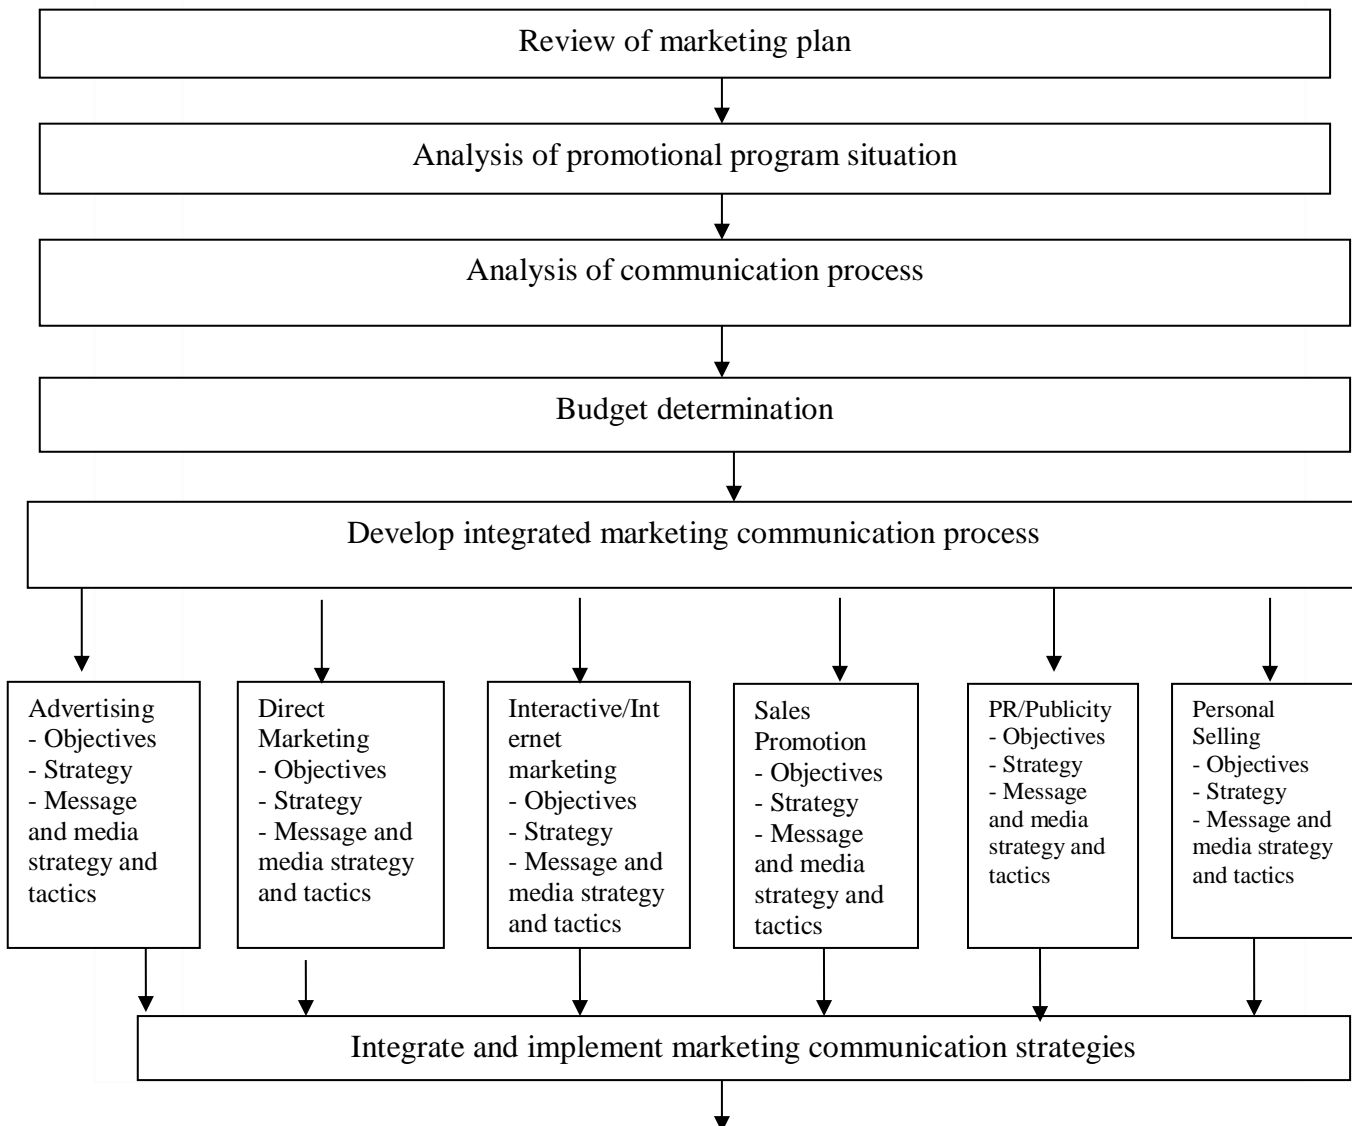 Review of marketing plan
Analysis of promotional program situation
Analysis of communication process
Budget determination
Develop integrated marketing communication process
Advertising
- Objectives
- Strategy
- Message
and media
strategy and
tactics
Direct
Marketing
- Objectives
- Strategy
- Message and
media strategy
and tactics
Interactive/Int
ernet
marketing
- Objectives
- Strategy
- Message and
media strategy
and tactics
Sales
Promotion
- Objectives
- Strategy
- Message
and media
strategy and
tactics
PR/Publicity
- Objectives
- Strategy
- Message
and media
strategy and
tactics
Personal
Selling
- Objectives
- Strategy
- Message and
media strategy
and tactics
Integrate and implement marketing communication strategies